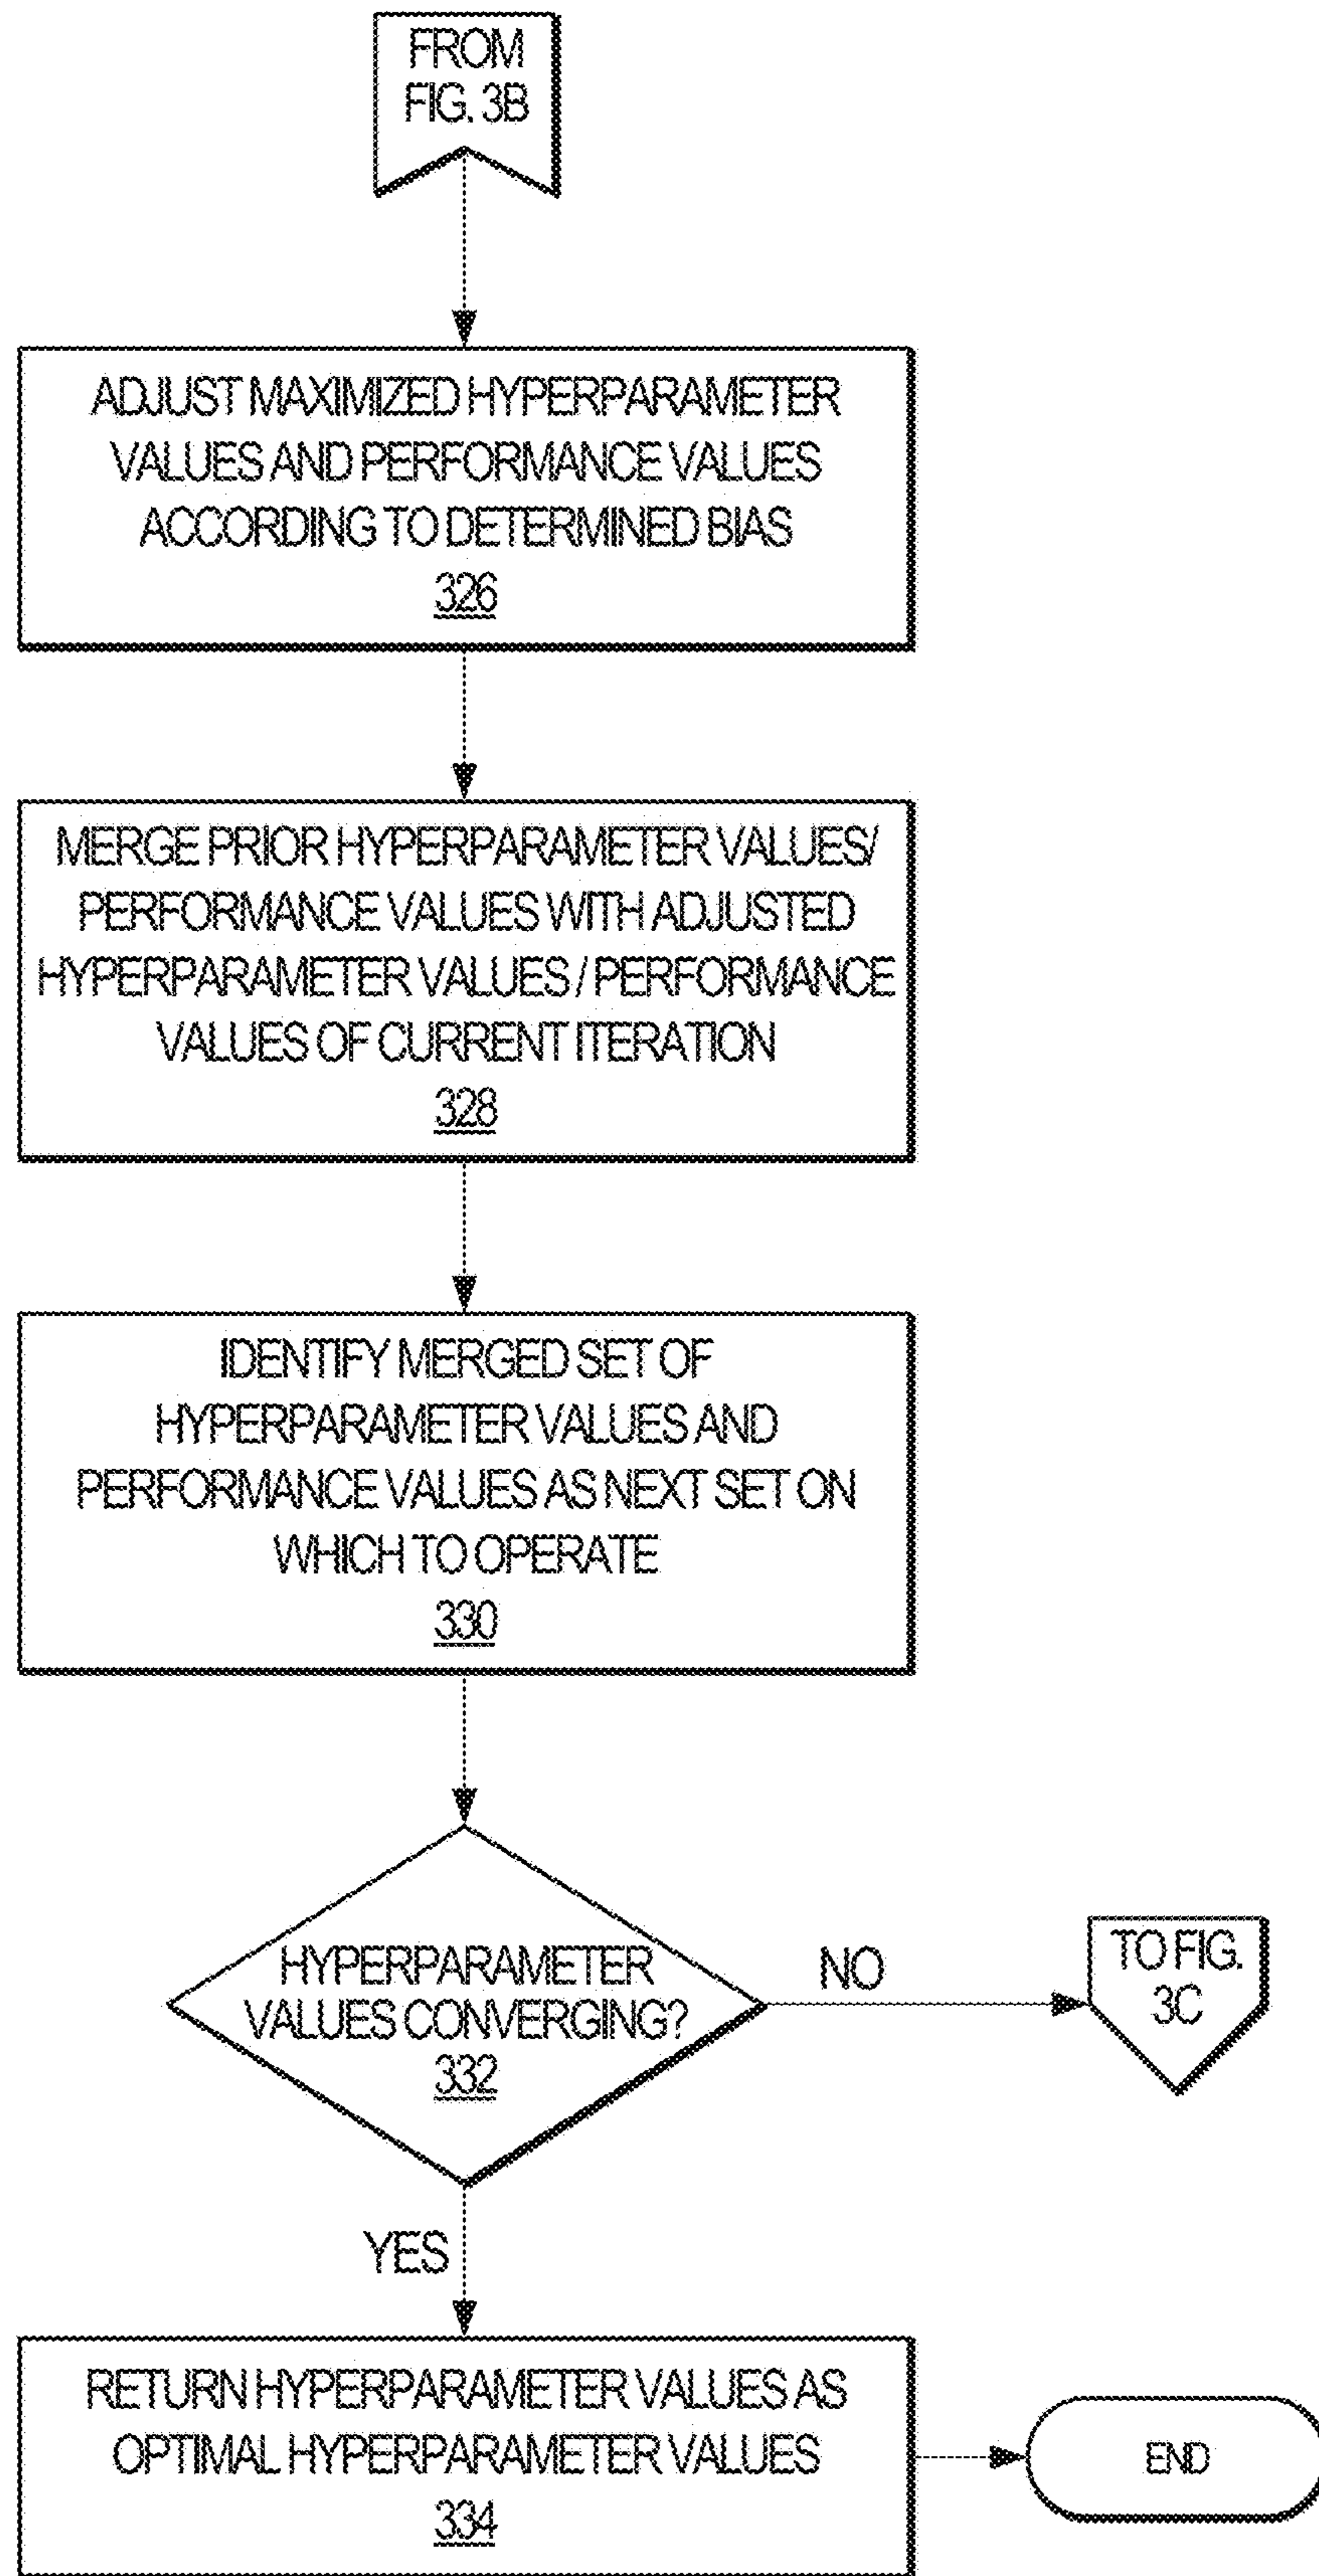 FROM
FIG. 3B
ADJUST MAXIMIZED HYPERPARAMETER
VALUES AND PERFORMANCE VALUES
ACCORDING TO DETERMINED BIAS
326
MERGE PRIOR HYPERPARAMETER VALUES/
PERFORMANCE VALUES WITH ADJUSTED
HYPERPARAMETER VALUES / PERFORMANCE
VALUES OF CURRENT ITERATION
328
IDENTIFY MERGED SET OF
HYPERPARAMETER VALUES AND
PERFORMANCE VALUES AS NEXT SET ON
WHICH TO OPERATE
330
HYPERPARAMETER
VALUES CONVERGING?
332
NO
TO FIG.
3C
YES
RETURN HYPERPARAMETER VALUES AS
OPTIMAL HYPERPARAMETER VALUES
334
END